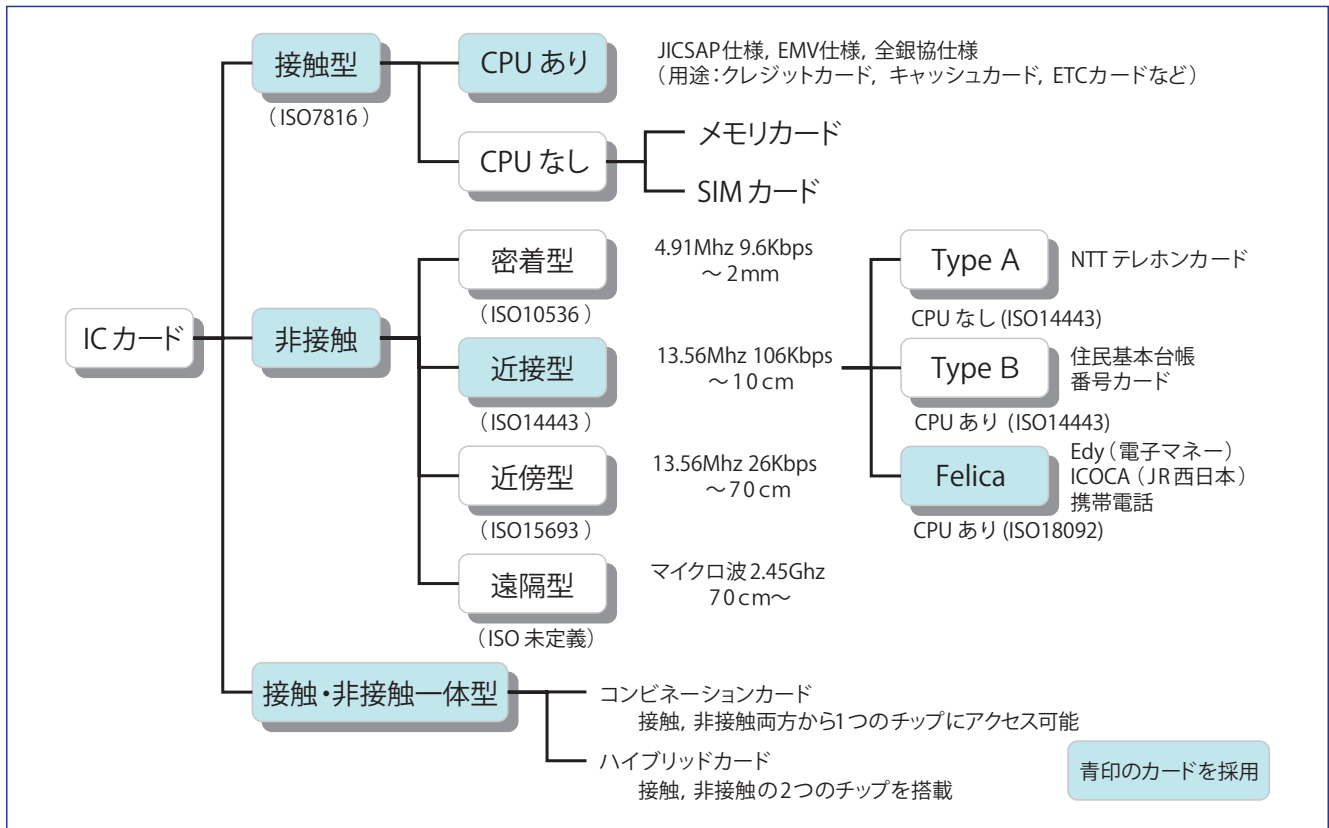 接触型
CPU あり
JICSAP仕様, EMV仕様, 全銀協仕様
（用途：クレジットカード, キャッシュカード, ETCカードなど）
（ISO7816）
CPU なし
メモリカード
SIM カード
IC カード
非接触
密着型
4.91Mhz 9.6Kbps
～2mm
（ISO10536）
近接型
13.56Mhz 106Kbps
～10cm
（ISO14443）
近傍型
13.56Mhz 26Kbps
～70cm
（ISO15693）
遠隔型
マイクロ波 2.45Ghz
70cm～
（ISO 未定義）
Type A
NTT テレホンカード
CPU なし (ISO14443)
Type B
住民基本台帳
番号カード
CPU あり (ISO14443)
Felica
Edy（電子マネー）
ICOCA（JR 西日本）
携帯電話
CPU あり (ISO18092)
接触・非接触一体型
コンビネーションカード
接触, 非接触両方から1つのチップにアクセス可能
ハイブリッドカード
接触, 非接触の2つのチップを搭載
青印のカードを採用